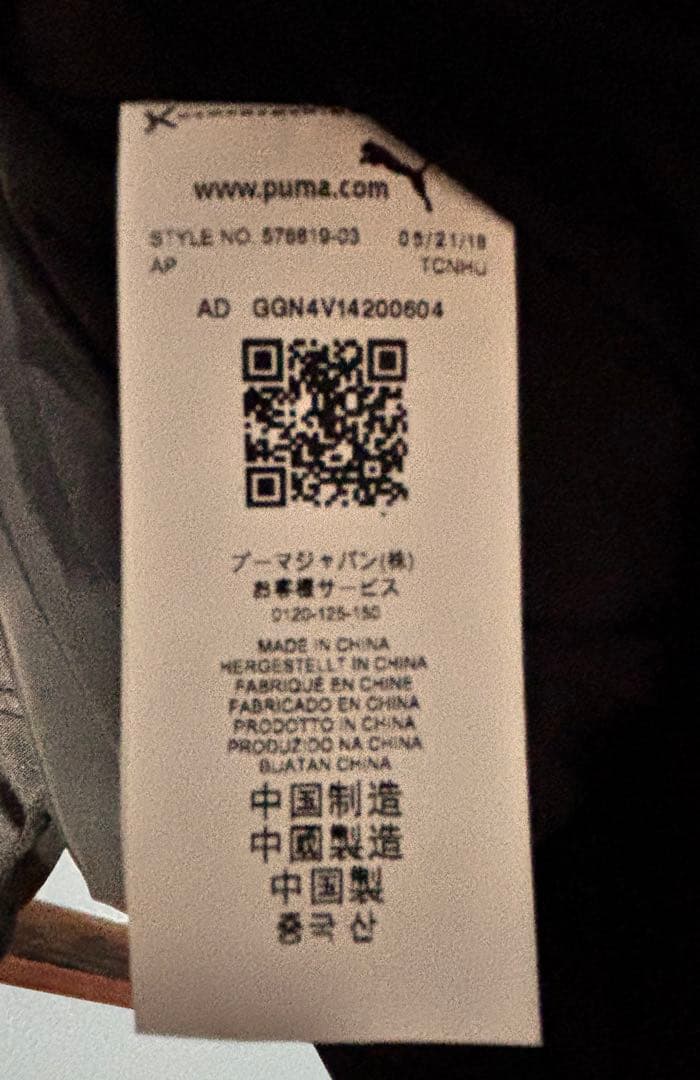 www.puma.com
STYLE NO. 576819-03 05/21/18
AP TCNHU
AD GGN4V14200604
プーマジャパン(株)
お客様サービス
0120-125-150
MADE IN CHINA
HERGESTELLT IN CHINA
FABRIQUÉ EN CHINE
FABRICADO EN CHINA
PRODOTTO IN CHINA
PRODUZIDO NA CHINA
BUATAN CHINA
中国制造
中國製造
中国製
중국 산